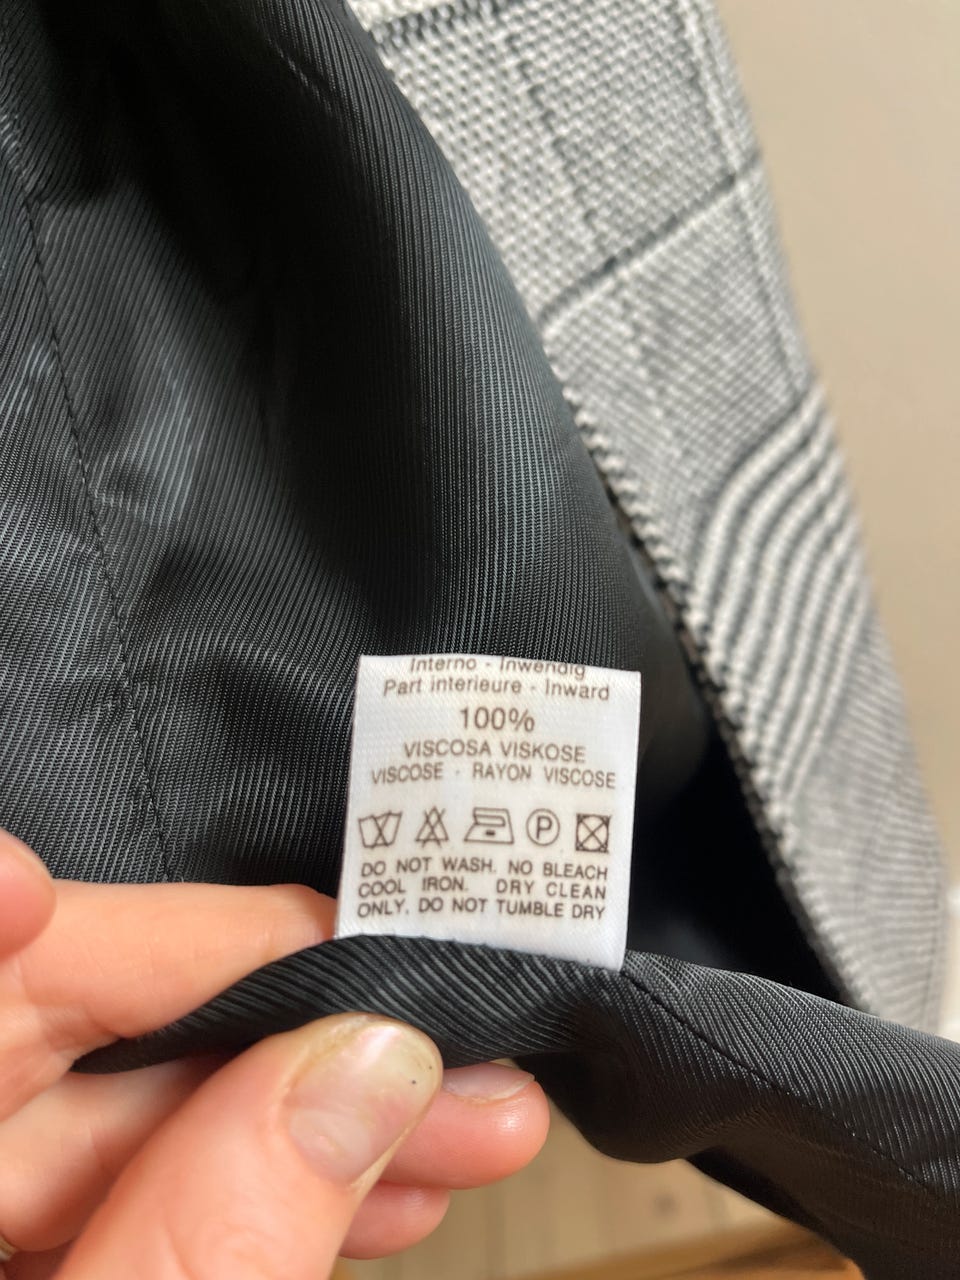 Interno - Inwendig
Part interieure - Inward
100%
VISCOSA VISKOSE
VISCOSE - RAYON VISCOSE
P
DO NOT WASH. NO BLEACH
COOL IRON. DRY CLEAN
ONLY. DO NOT TUMBLE DRY